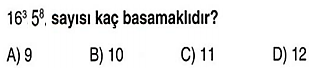 16³ 5⁸, sayısı kaç basamaklıdır?
A) 9 B) 10 C) 11 D) 12